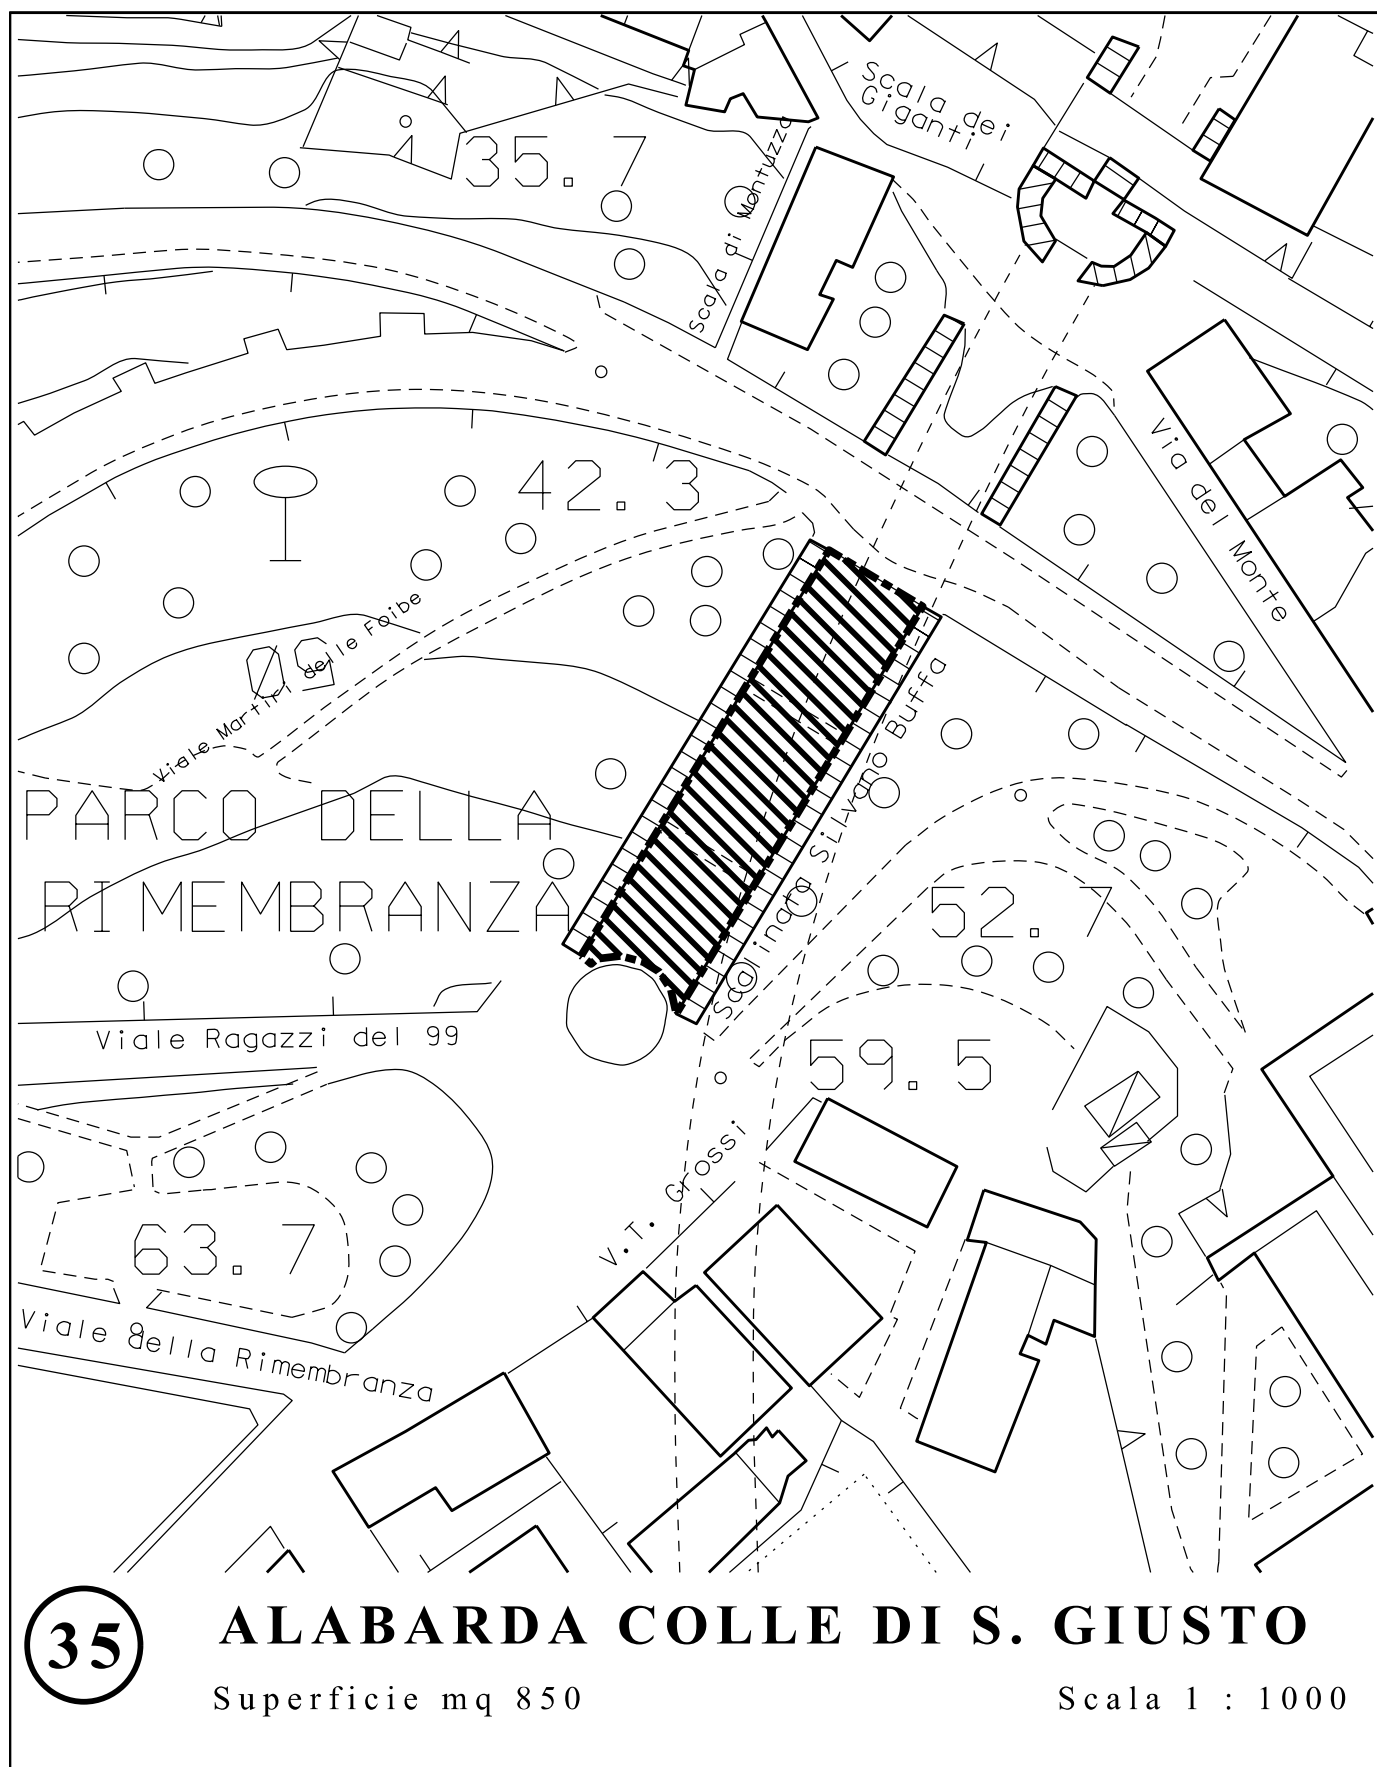 Scala dei
Giganti
135.7
Scala di Montuzza
42.3
Via del Monte
Viale Martiri delle Foibe
Scalinata Silvano Buffa
PARCO DELLA
RIMEMBRANZA
52.7
Viale Ragazzi del 99
59.5
V.T. Grossi
63.7
Viale della Rimembranza
35
ALABARDA COLLE DI S. GIUSTO
Superficie mq 850
Scala 1 : 1000